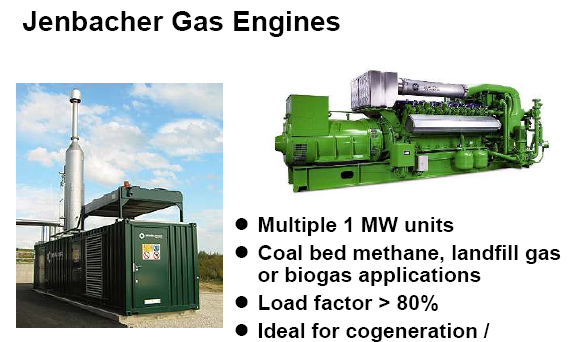 Jenbacher Gas Engines
● Multiple 1 MW units
● Coal bed methane, landfill gas
or biogas applications
● Load factor > 80%
● Ideal for cogeneration /